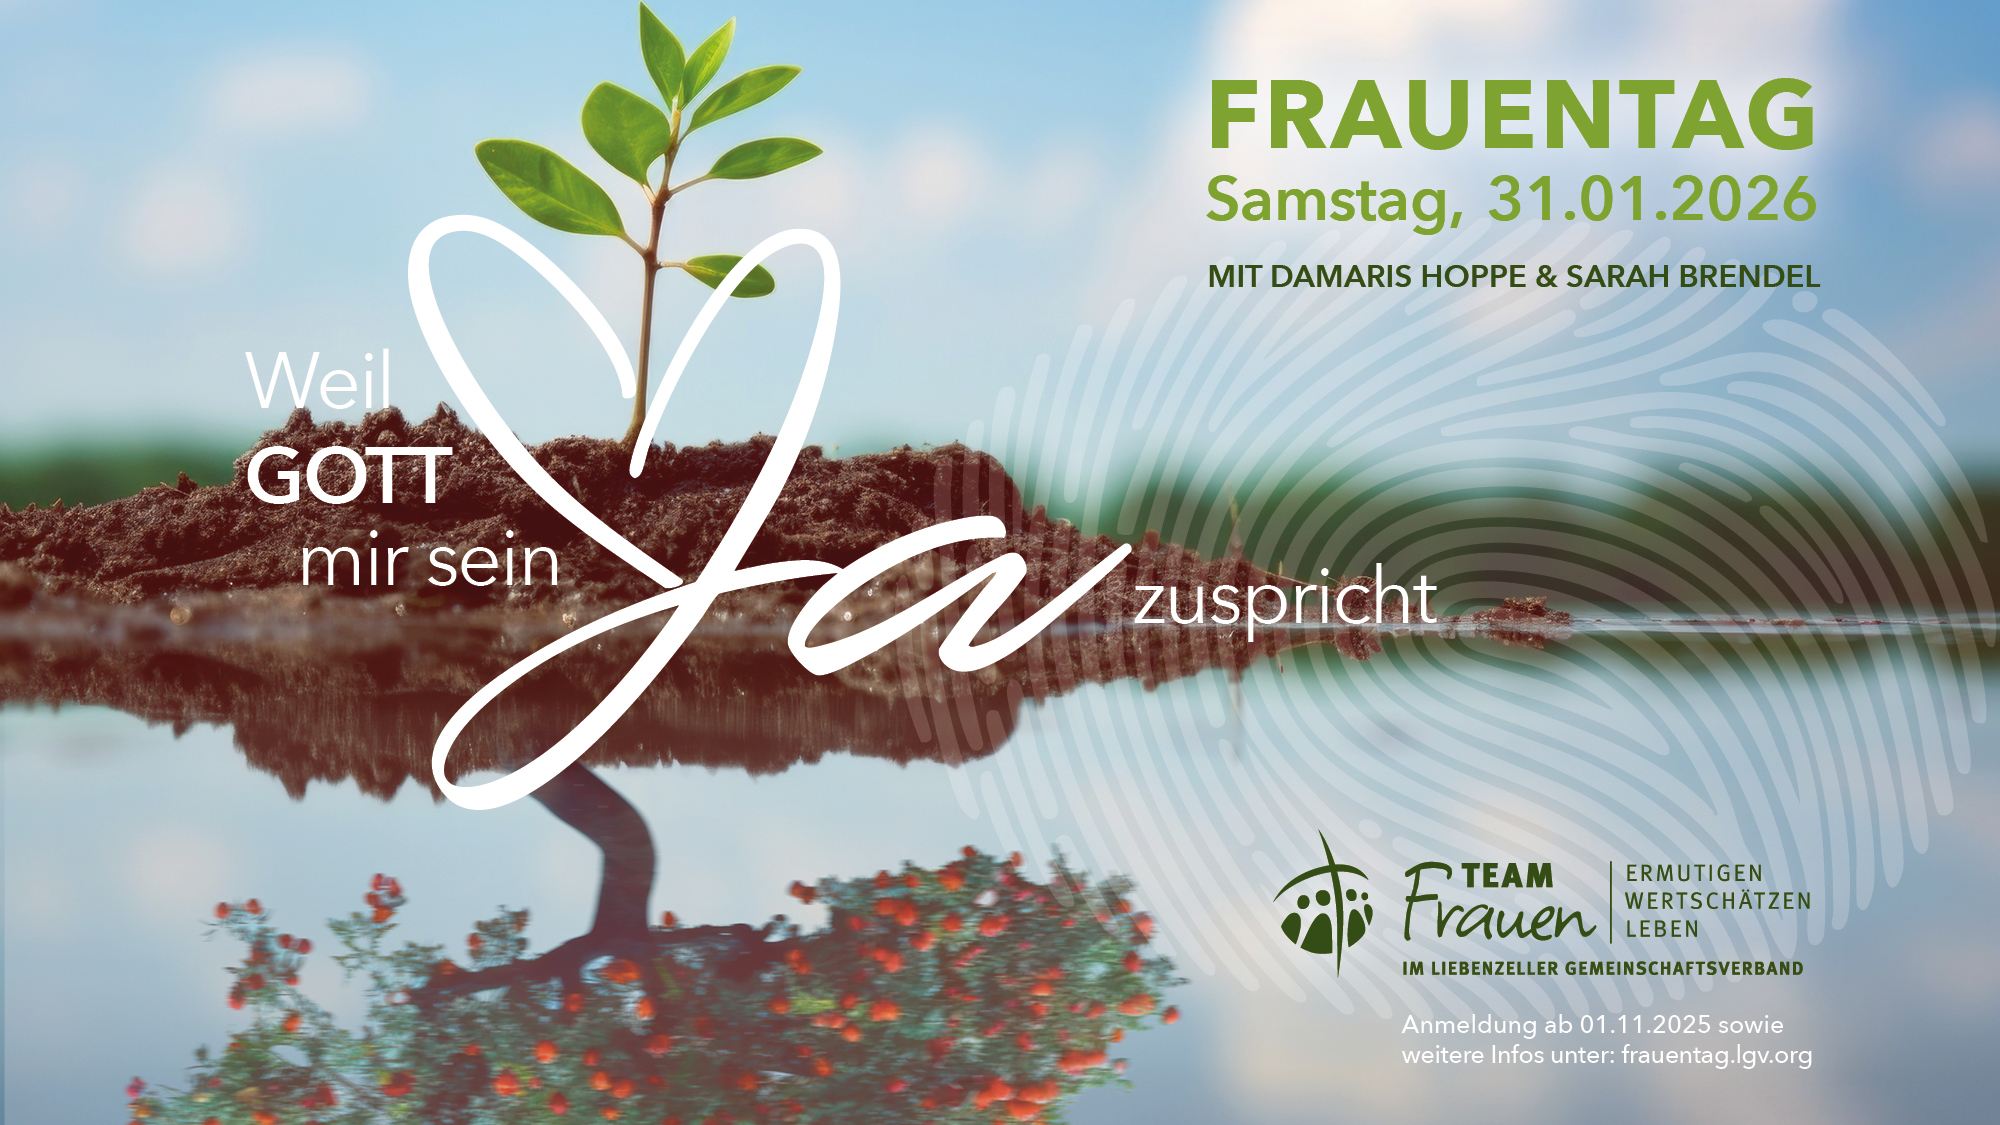 FRAUENTAG
Samstag, 31.01.2026
MIT DAMARIS HOPPE & SARAH BRENDEL
Weil
GOTT
mir sein
Ja zuspricht
TEAM
Frauen
ERMUTIGEN
WERTSCHÄTZEN
LEBEN
IM LIEBENZELLER GEMEINSCHAFTSVERBAND
Anmeldung ab 01.11.2025 sowie
weitere Infos unter: frauentag.lgv.org